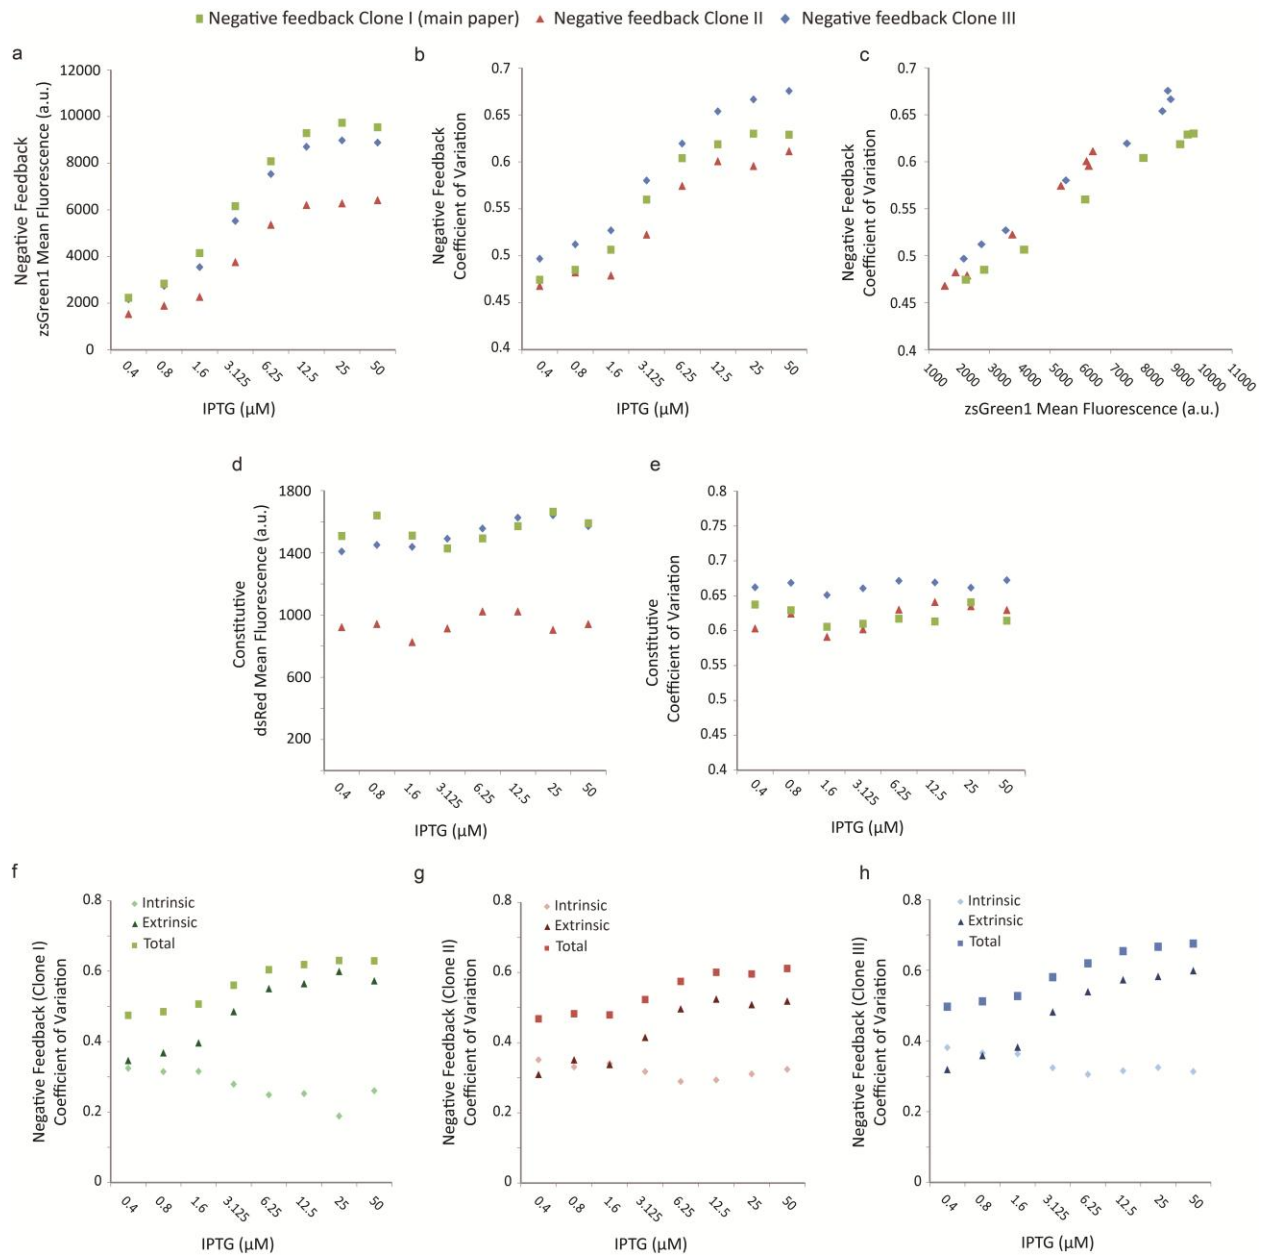 Negative feedback Clone I (main paper) Negative feedback Clone II Negative feedback Clone III
a
Negative Feedback
zsGreen1 Mean Fluorescence (a.u.)
12000
10000
8000
6000
4000
2000
0
0.4 0.8 1.6 3.125 6.25 12.5 25 50
IPTG (µM)
b
Negative Feedback
Coefficient of Variation
0.7
0.65
0.6
0.55
0.5
0.45
0.4
0.4 0.8 1.6 3.125 6.25 12.5 25 50
IPTG (µM)
c
Negative Feedback
Coefficient of Variation
0.7
0.65
0.6
0.55
0.5
0.45
0.4
1000 2000 3000 4000 5000 6000 7000 8000 9000 10000 11000
zsGreen1 Mean Fluorescence (a.u.)
d
Constitutive
dsRed Mean Fluorescence (a.u.)
1800
1400
1000
600
200
0.4 0.8 1.6 3.125 6.25 12.5 25 50
IPTG (µM)
e
Constitutive
Coefficient of Variation
0.8
0.75
0.7
0.65
0.6
0.55
0.5
0.45
0.4
0.4 0.8 1.6 3.125 6.25 12.5 25 50
IPTG (µM)
f
Negative Feedback (Clone I)
Coefficient of Variation
0.8
0.6
0.4
0.2
0
Intrinsic
Extrinsic
Total
0.4 0.8 1.6 3.125 6.25 12.5 25 50
IPTG (µM)
g
Negative Feedback (Clone II)
Coefficient of Variation
0.8
0.6
0.4
0.2
0
Intrinsic
Extrinsic
Total
0.4 0.8 1.6 3.125 6.25 12.5 25 50
IPTG (µM)
h
Negative Feedback (Clone III)
Coefficient of Variation
0.8
0.6
0.4
0.2
0
Intrinsic
Extrinsic
Total
0.4 0.8 1.6 3.125 6.25 12.5 25 50
IPTG (µM)